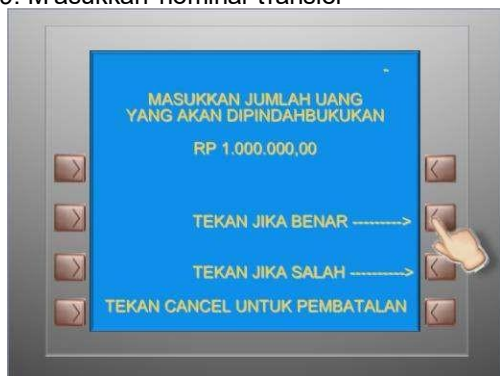 Masukkan nominal transfer
MASUKKAN JUMLAH UANG
YANG AKAN DIPINDAHBUKUKAN
RP 1.000.000,00
TEKAN JIKA BENAR --------->
TEKAN JIKA SALAH --------->
TEKAN CANCEL UNTUK PEMBATALAN